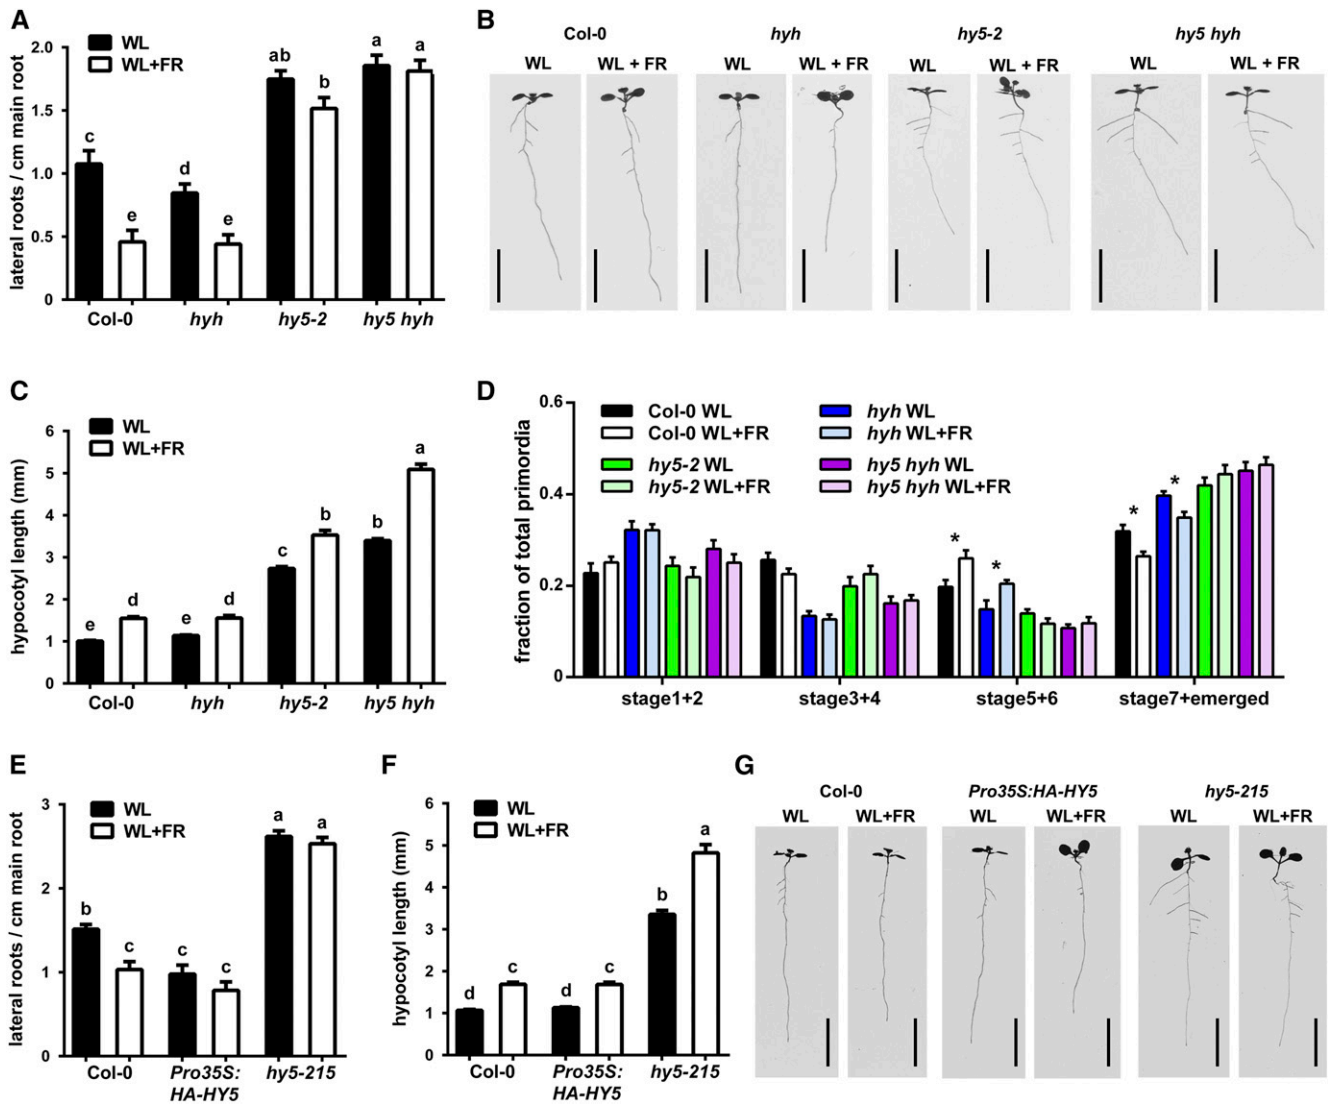 A
WL
WL+FR
lateral roots / cm main root
2.0
1.5
1.0
0.5
0
c
e
d
e
ab
b
a
a
Col-0
hyh
hy5-2
hy5 hyh
B
Col-0
hyh
hy5-2
hy5 hyh
WL
WL + FR
WL
WL + FR
WL
WL + FR
WL
WL + FR
C
WL
WL+FR
hypocotyl length (mm)
6
5
4
3
2
1
0
e
d
e
d
c
b
b
a
Col-0
hyh
hy5-2
hy5 hyh
D
fraction of total primordia
0.6
0.4
0.2
0
Col-0 WL
Col-0 WL+FR
hy5-2 WL
hy5-2 WL+FR
hyh WL
hyh WL+FR
hy5 hyh WL
hy5 hyh WL+FR
*
*
*
*
stage1+2
stage3+4
stage5+6
stage7+emerged
E
WL
WL+FR
lateral roots / cm main root
3
2
1
0
b
c
c
c
a
a
Col-0
Pro35S:
HA-HY5
hy5-215
F
WL
WL+FR
hypocotyl length (mm)
6
5
4
3
2
1
0
d
c
d
c
b
a
Col-0
Pro35S:
HA-HY5
hy5-215
G
Col-0
Pro35S:HA-HY5
hy5-215
WL
WL+FR
WL
WL+FR
WL
WL+FR